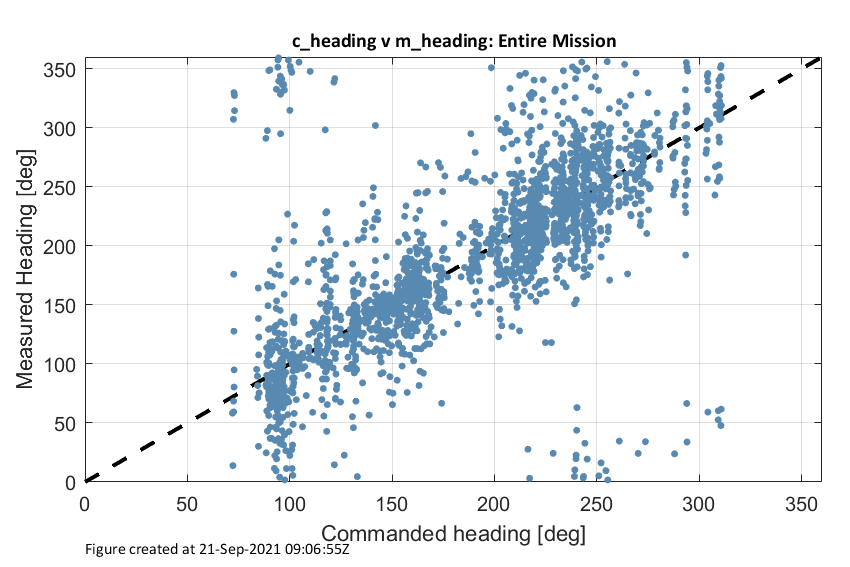 c_heading v m_heading: Entire Mission
350
300
250
200
150
100
50
0
Measured Heading [deg]
0 50 100 150 200 250 300 350
Commanded heading [deg]
Figure created at 21-Sep-2021 09:06:55Z